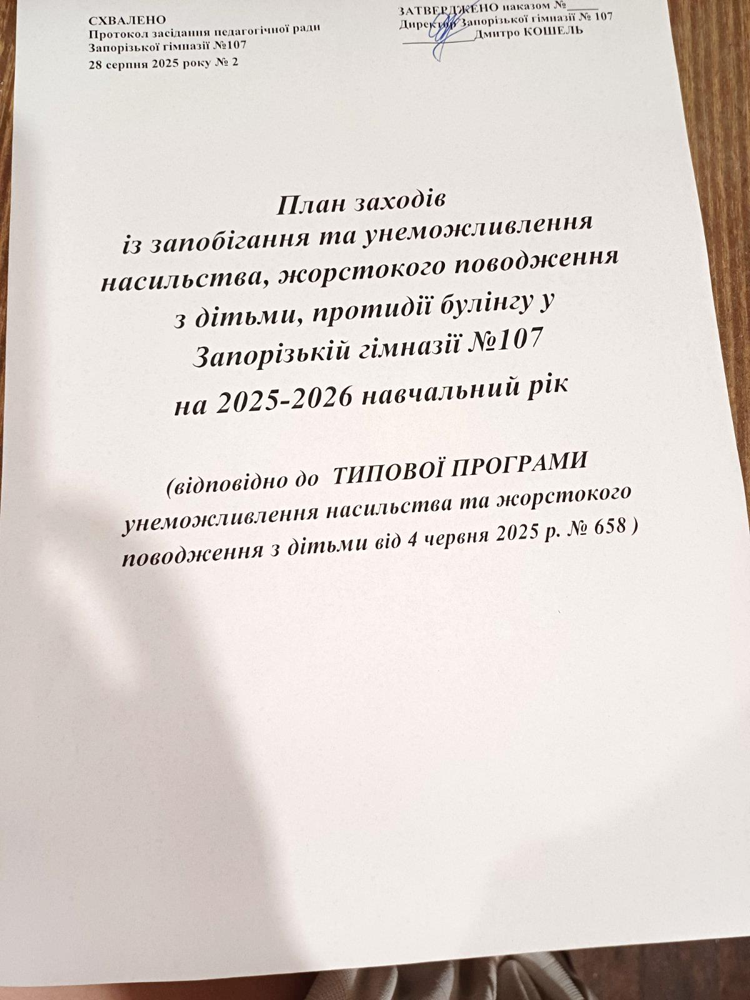 СХВАЛЕНО
Протокол засідання педагогічної ради
Запорізької гімназії №107
28 серпня 2025 року № 2
ЗАТВЕРДЖЕНО наказом №_____
Директор Запорізької гімназії № 107
___________Дмитро КОШЕЛЬ
План заходів
із запобігання та унеможливлення
насильства, жорстокого поводження
з дітьми, протидії булінгу у
Запорізькій гімназії №107
на 2025-2026 навчальний рік
(відповідно до ТИПОВОЇ ПРОГРАМИ
унеможливлення насильства та жорстокого
поводження з дітьми від 4 червня 2025 р. № 658 )